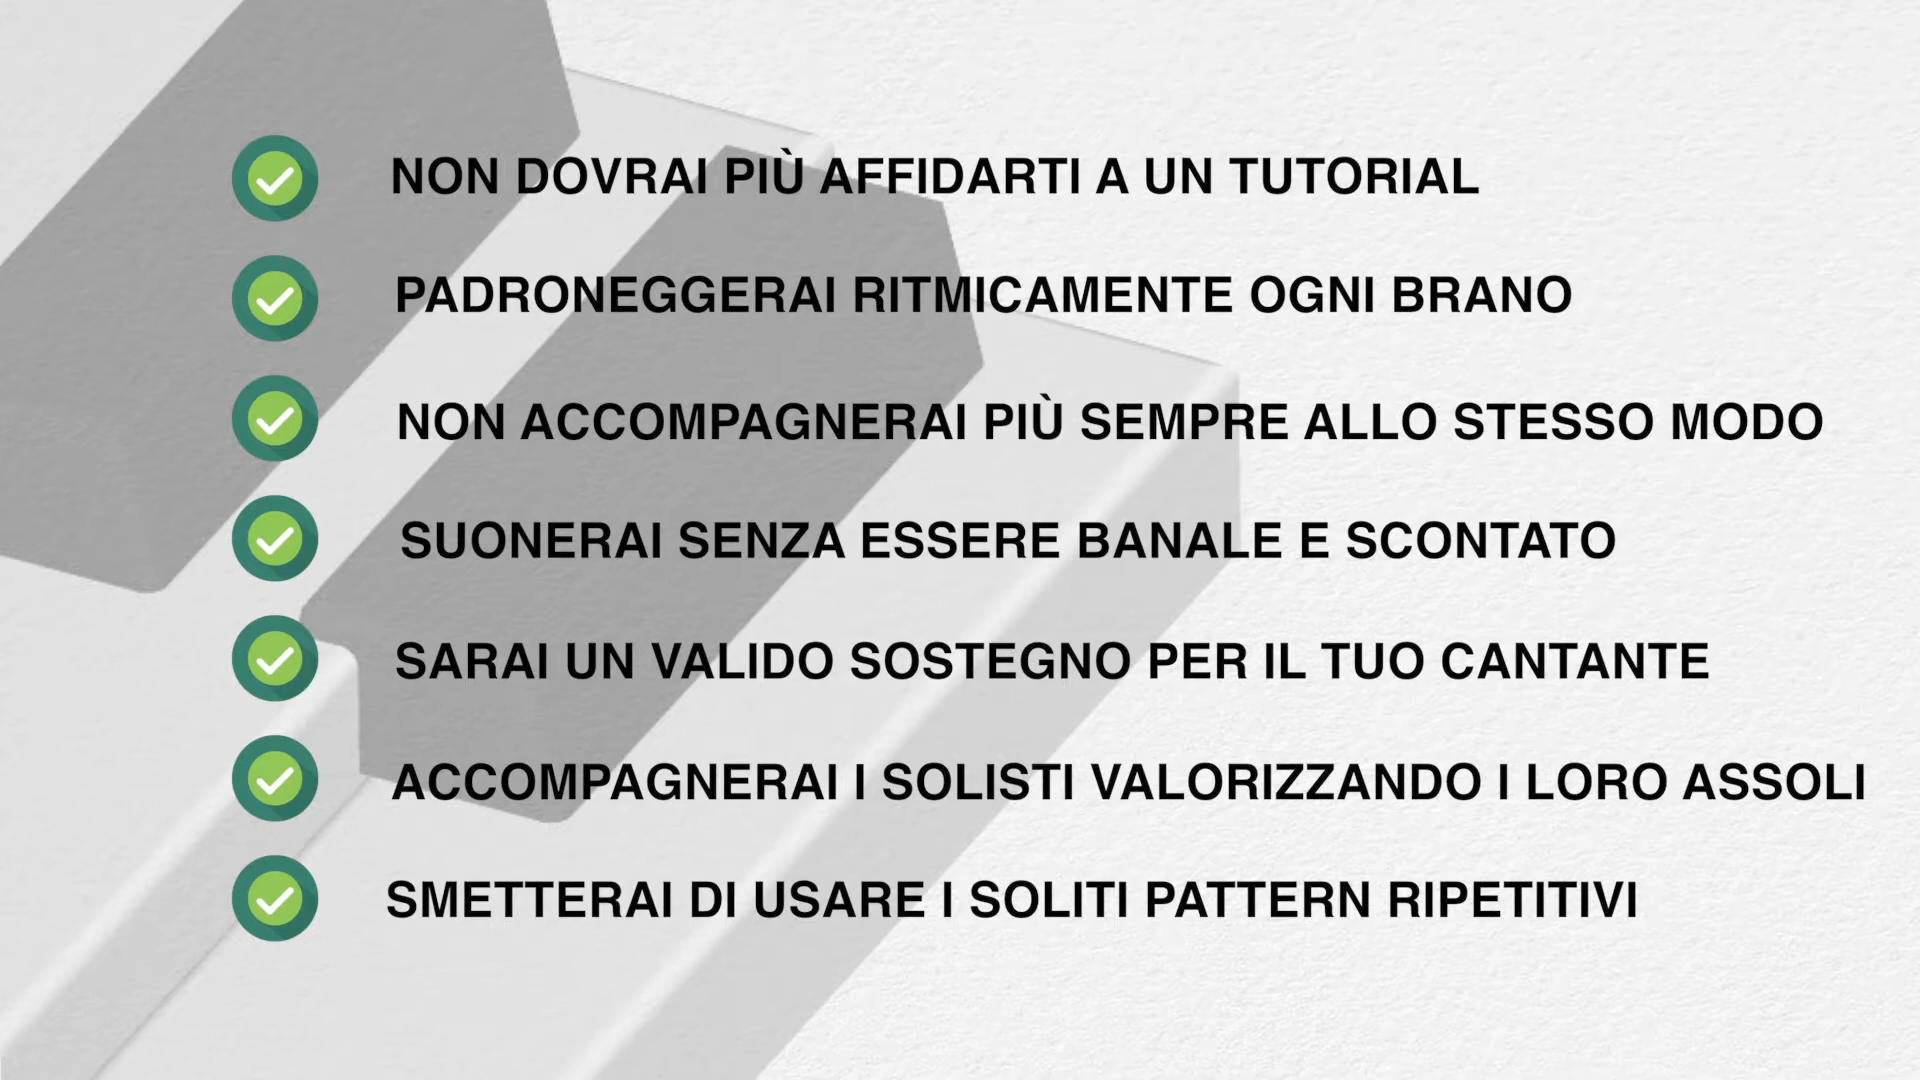 NON DOVRAI PIÙ AFFIDARTI A UN TUTORIAL
PADRONEGGERAI RITMICAMENTE OGNI BRANO
NON ACCOMPAGNERAI PIÙ SEMPRE ALLO STESSO MODO
SUONERAI SENZA ESSERE BANALE E SCONTATO
SARAI UN VALIDO SOSTEGNO PER IL TUO CANTANTE
ACCOMPAGNERAI I SOLISTI VALORIZZANDO I LORO ASSOLI
SMETTERAI DI USARE I SOLITI PATTERN RIPETITIVI